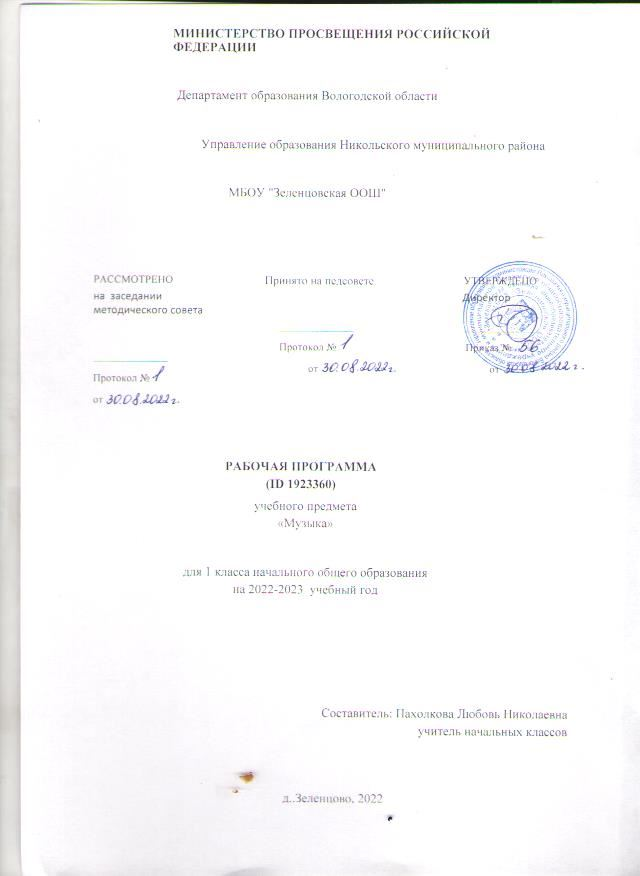 МИНИСТЕРСТВО ПРОСВЕЩЕНИЯ РОССИЙСКОЙ
ФЕДЕРАЦИИ
Департамент образования Вологодской области
Управление образования Никольского муниципального района
МБОУ "Зеленцовская ООШ"
РАССМОТРЕНО
на заседании
методического совета
Протокол № 1
от 30.08.2022 г.
Принято на педсовете
Протокол № 1
от 30.08.2022 г.
УТВЕРЖДЕНО
Директор
Приказ № 56
от 30.08.2022 г.
РАБОЧАЯ ПРОГРАММА
(ID 1923360)
учебного предмета
«Музыка»
для 1 класса начального общего образования
на 2022-2023 учебный год
Составитель: Пахолкова Любовь Николаевна
учитель начальных классов
д..Зеленцово, 2022